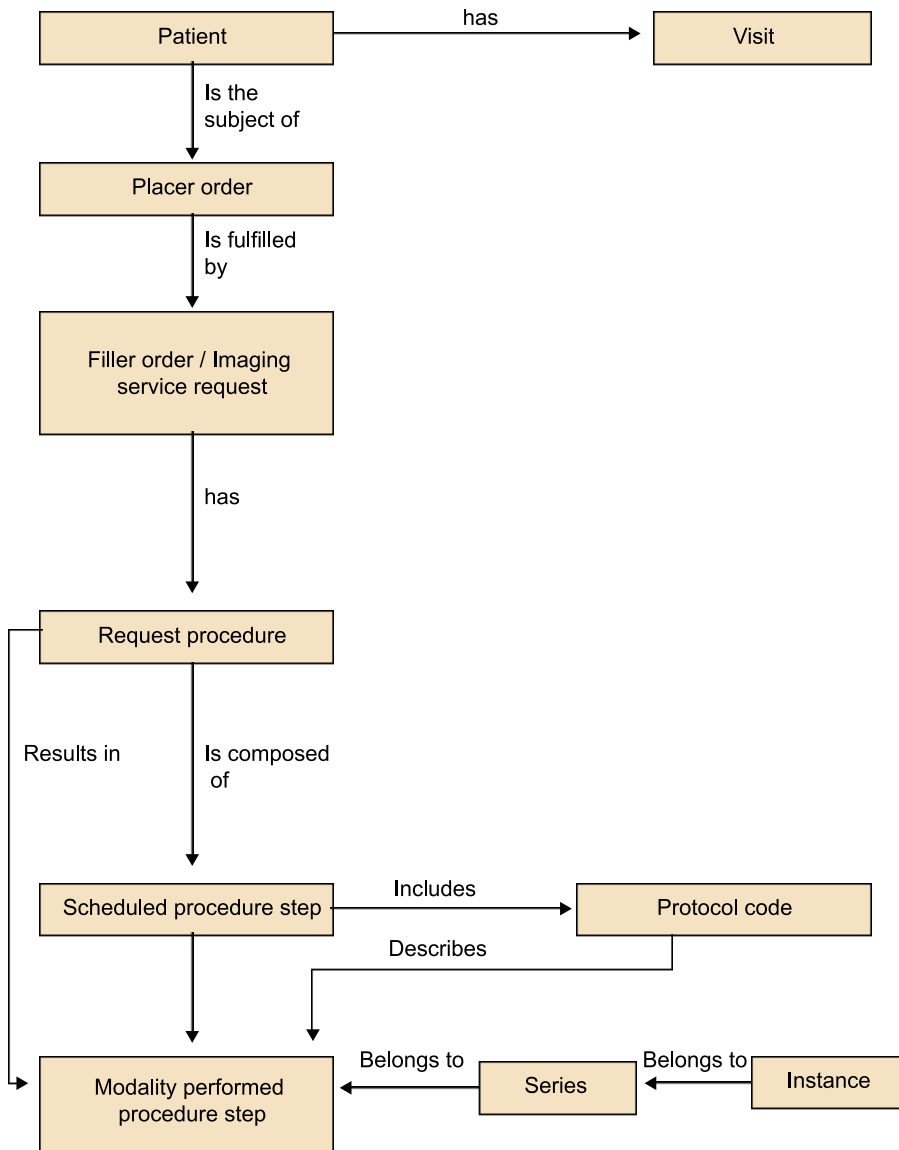 Patient
has
Visit
Is the
subject of
Placer order
Is fulfilled
by
Filler order / Imaging
service request
has
Request procedure
Results in
Is composed
of
Scheduled procedure step
Includes
Protocol code
Describes
Modality performed
procedure step
Belongs to
Series
Belongs to
Instance